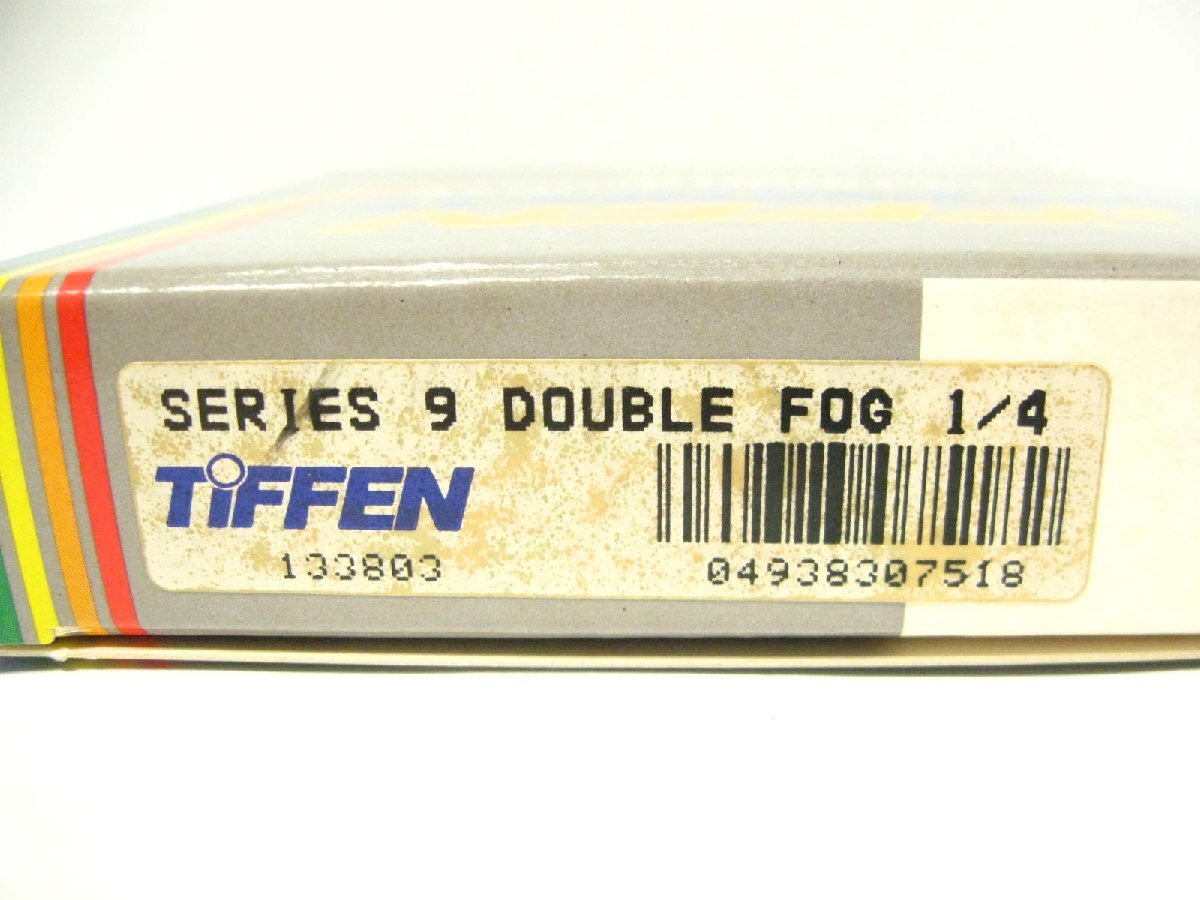 SERIES 9 DOUBLE FOG 1/4
TIFFEN
133803
04938307518